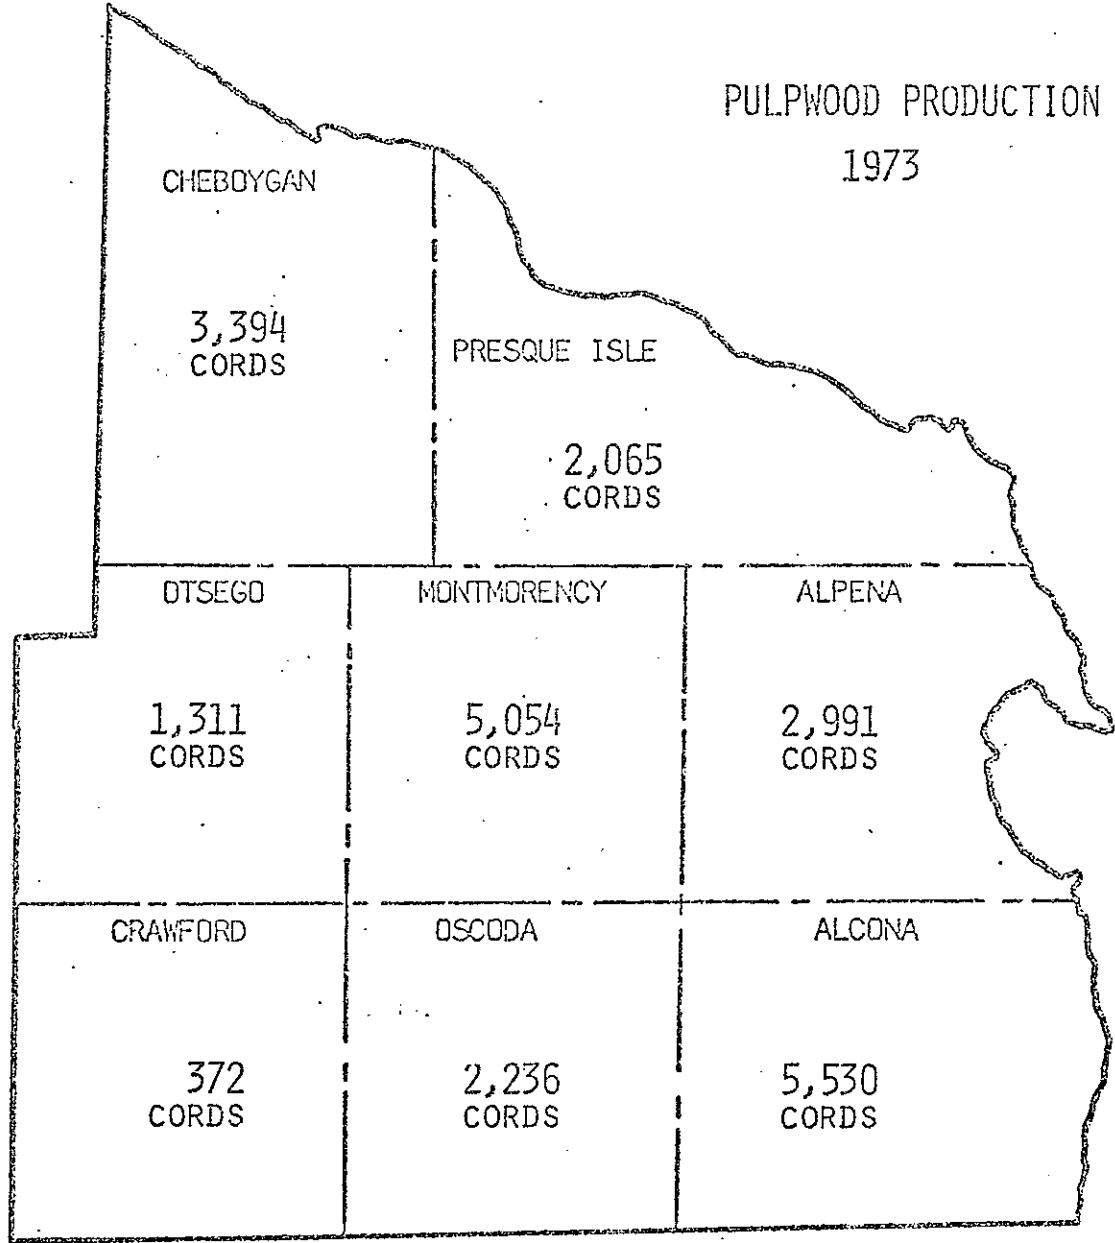 PULPWOOD PRODUCTION
1973
CHEBOYGAN
3,394
CORDS
PRESQUE ISLE
2,065
CORDS
OTSEGO
MONTMORENCY
ALPENA
1,311
CORDS
5,054
CORDS
2,991
CORDS
CRAWFORD
OSCODA
ALCONA
372
CORDS
2,236
CORDS
5,530
CORDS